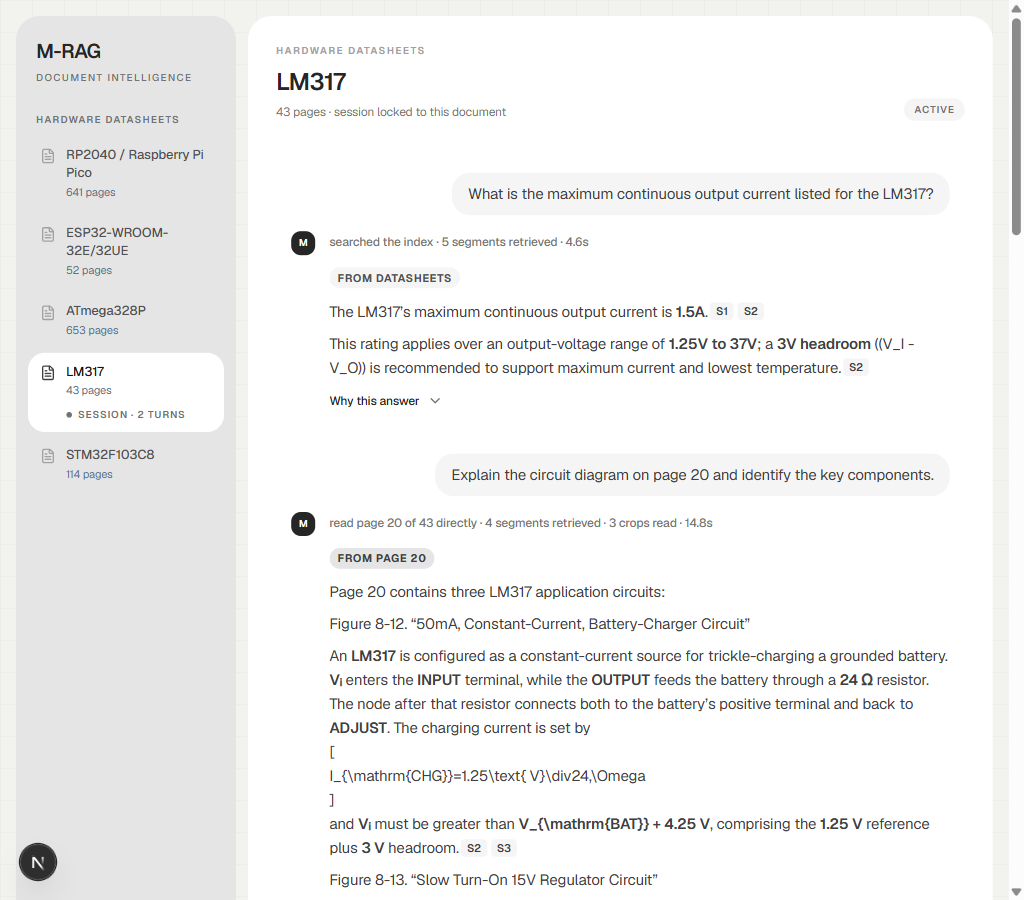 M-RAG
DOCUMENT INTELLIGENCE
HARDWARE DATASHEETS
RP2040 / Raspberry Pi
Pico
641 pages
ESP32-WROOM-
32E/32UE
52 pages
ATmega328P
653 pages
LM317
43 pages
SESSION · 2 TURNS
STM32F103C8
114 pages
N
HARDWARE DATASHEETS
LM317
43 pages · session locked to this document
ACTIVE
What is the maximum continuous output current listed for the LM317?
M
searched the index · 5 segments retrieved · 4.6s
FROM DATASHEETS
The LM317's maximum continuous output current is 1.5A. S1 S2
This rating applies over an output-voltage range of 1.25V to 37V; a 3V headroom ((V_I -
V_O)) is recommended to support maximum current and lowest temperature. S2
Why this answer
Explain the circuit diagram on page 20 and identify the key components.
M
read page 20 of 43 directly · 4 segments retrieved · 3 crops read · 14.8s
FROM PAGE 20
Page 20 contains three LM317 application circuits:
Figure 8-12. “50mA, Constant-Current, Battery-Charger Circuit”
An LM317 is configured as a constant-current source for trickle-charging a grounded battery.
Vᵢ enters the INPUT terminal, while the OUTPUT feeds the battery through a 24 Ω resistor.
The node after that resistor connects both to the battery's positive terminal and back to
ADJUST. The charging current is set by
[
I_{\mathrm{CHG}}=1.25\text{ V}\div24,\Omega
]
and Vᵢ must be greater than V_{\mathrm{BAT}} + 4.25 V, comprising the 1.25 V reference
plus 3 V headroom. S2 S3
Figure 8-13. “Slow Turn-On 15V Regulator Circuit”